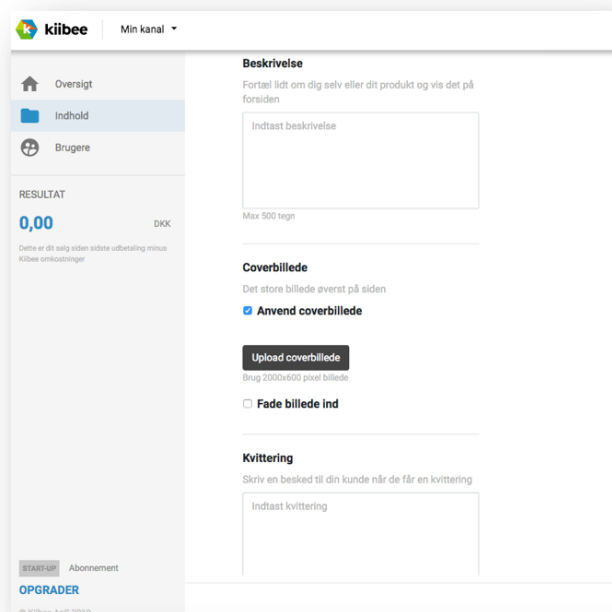 kiibee
Min kanal
Oversigt
Indhold
Brugere
RESULTAT
0,00
DKK
Dette er dit salg siden sidste udbetaling minus
Kiibee omkostninger
START-UP
Abonnement
OPGRADER
Beskrivelse
Fortæl lidt om dig selv eller dit produkt og vis det på
forsiden
Indtast beskrivelse
Max 500 tegn
Coverbillede
Det store billede øverst på siden
Anvend coverbillede
Upload coverbillede
Brug 2000x600 pixel billede
Fade billede ind
Kvittering
Skriv en besked til din kunde når de får en kvittering
Indtast kvittering